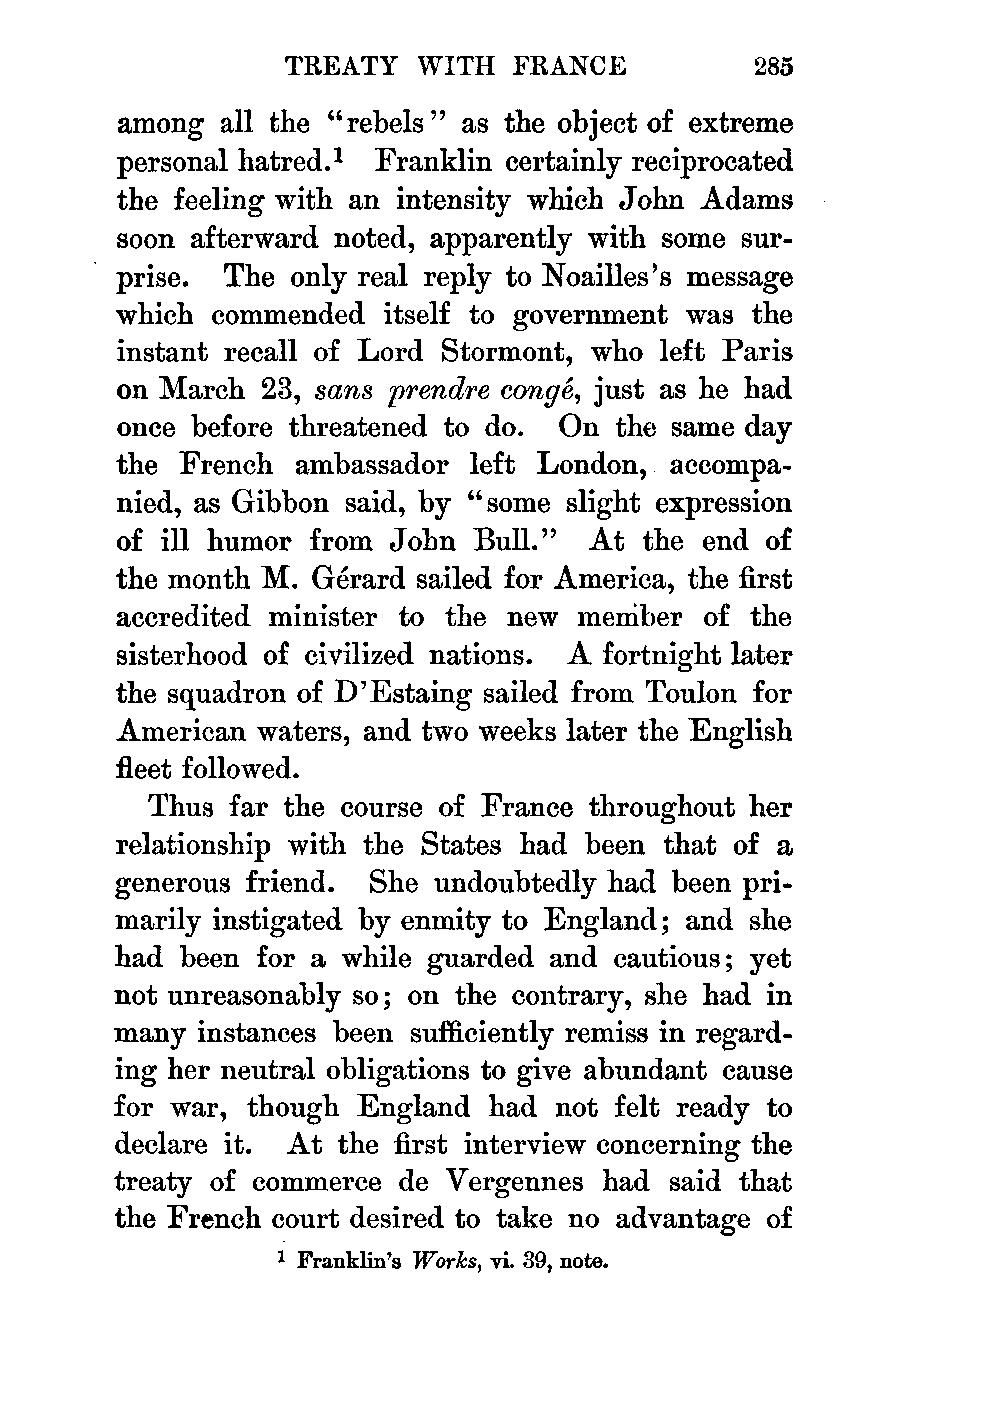 TREATY WITH FRANCE 285
among all the “rebels” as the object of extreme
personal hatred.¹ Franklin certainly reciprocated
the feeling with an intensity which John Adams
soon afterward noted, apparently with some sur-
prise. The only real reply to Noailles’s message
which commended itself to government was the
instant recall of Lord Stormont, who left Paris
on March 23, sans prendre congé, just as he had
once before threatened to do. On the same day
the French ambassador left London, accompa-
nied, as Gibbon said, by “some slight expression
of ill humor from John Bull.” At the end of
the month M. Gérard sailed for America, the first
accredited minister to the new member of the
sisterhood of civilized nations. A fortnight later
the squadron of D’Estaing sailed from Toulon for
American waters, and two weeks later the English
fleet followed.
Thus far the course of France throughout her
relationship with the States had been that of a
generous friend. She undoubtedly had been pri-
marily instigated by enmity to England; and she
had been for a while guarded and cautious; yet
not unreasonably so; on the contrary, she had in
many instances been sufficiently remiss in regard-
ing her neutral obligations to give abundant cause
for war, though England had not felt ready to
declare it. At the first interview concerning the
treaty of commerce de Vergennes had said that
the French court desired to take no advantage of
¹ Franklin’s Works, vi. 39, note.